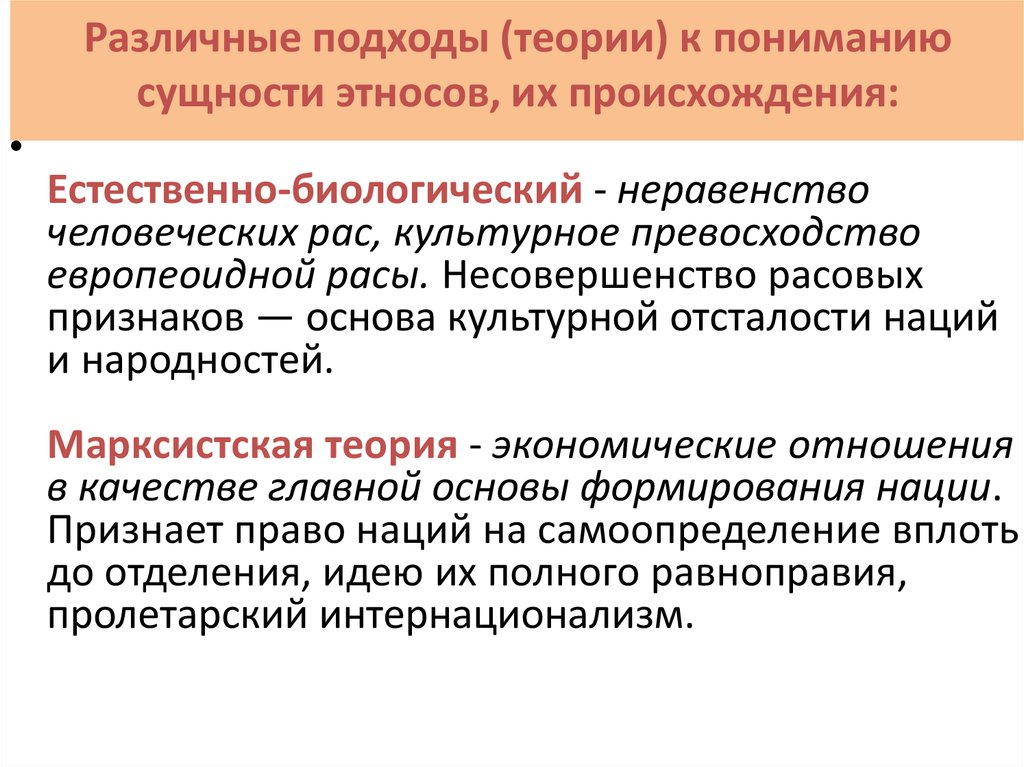 Различные подходы (теории) к пониманию
сущности этносов, их происхождения:
•
Естественно-биологический - неравенство
человеческих рас, культурное превосходство
европеоидной расы. Несовершенство расовых
признаков — основа культурной отсталости наций
и народностей.
Марксистская теория - экономические отношения
в качестве главной основы формирования нации.
Признает право наций на самоопределение вплоть
до отделения, идею их полного равноправия,
пролетарский интернационализм.